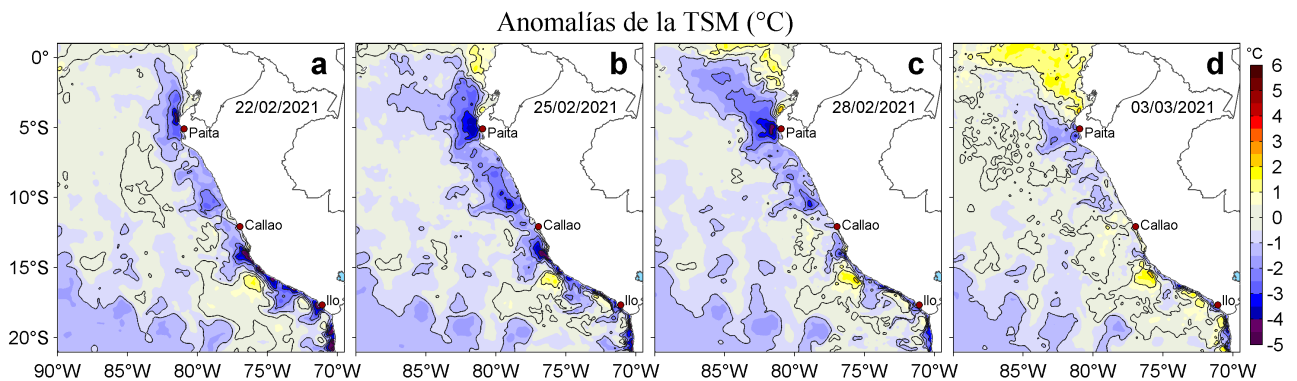 Anomalías de la TSM (°C)
a
b
c
d
°C
22/02/2021
25/02/2021
28/02/2021
03/03/2021
Paita
Paita
Paita
Paita
Callao
Callao
Callao
Callao
Ilo
Ilo
Ilo
Ilo
0°
5°S
10°S
15°S
20°S
90°W 85°W 80°W 75°W 70°W
85°W 80°W 75°W 70°W
85°W 80°W 75°W 70°W
85°W 80°W 75°W 70°W
6
5
4
3
2
1
0
-1
-2
-3
-4
-5